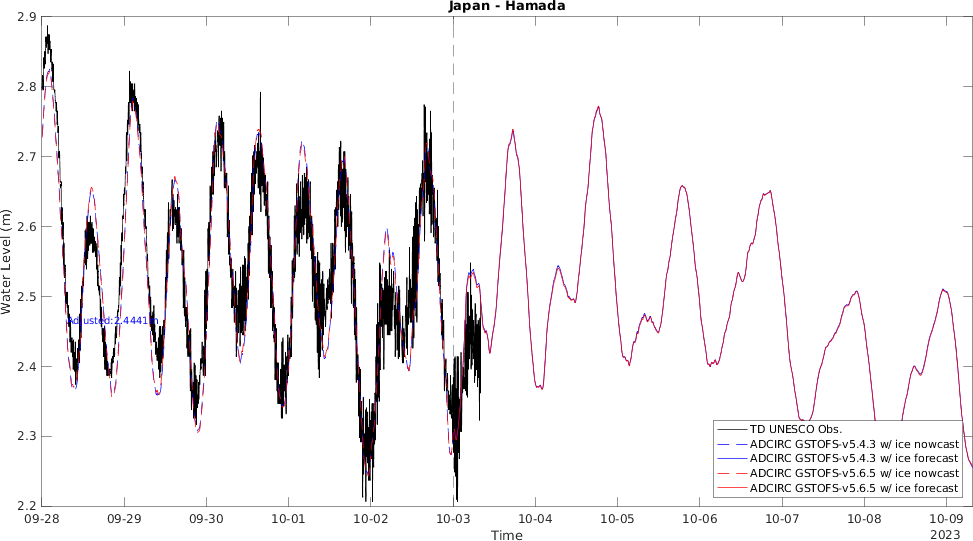 Japan - Hamada
2.9
2.8
2.7
2.6
2.5
2.4
2.3
2.2
Water Level (m)
Adjusted:2.4441
09-28 09-29 09-30 10-01 10-02 10-03 10-04 10-05 10-06 10-07 10-08 10-09
Time
2023
TD UNESCO Obs.
ADCIRC GSTOFS-v5.4.3 w/ ice nowcast
ADCIRC GSTOFS-v5.4.3 w/ ice forecast
ADCIRC GSTOFS-v5.6.5 w/ ice nowcast
ADCIRC GSTOFS-v5.6.5 w/ ice forecast